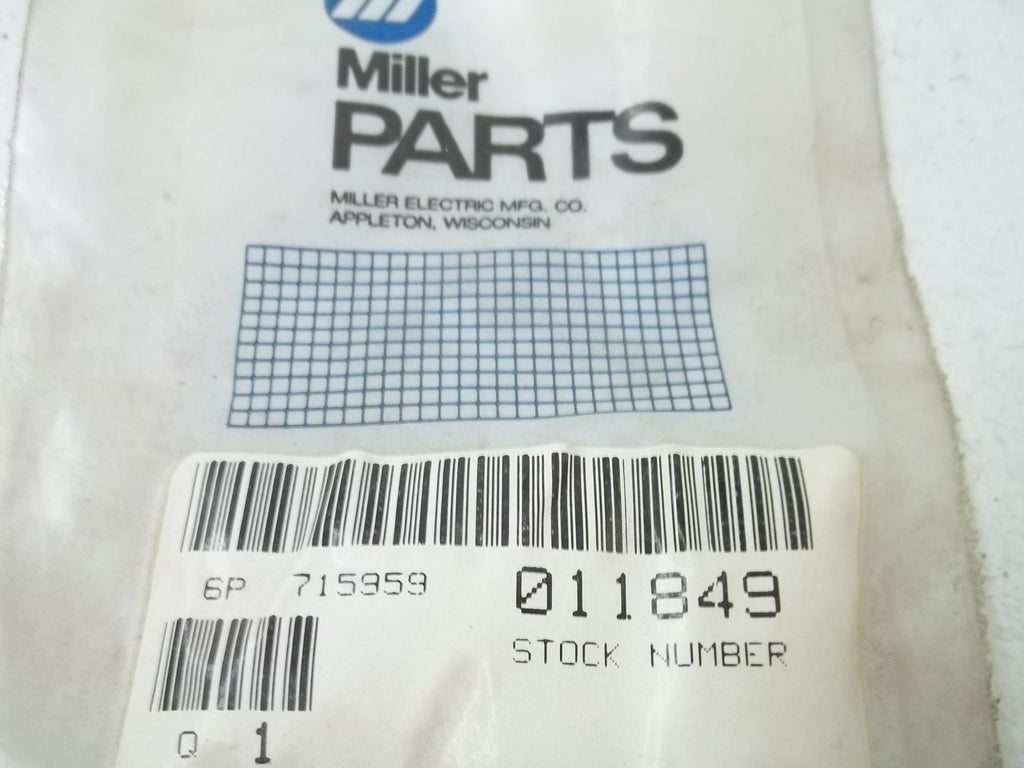 Miller
PARTS
MILLER ELECTRIC MFG. CO.
APPLETON, WISCONSIN
6P 715959 011849
STOCK NUMBER
Q 1